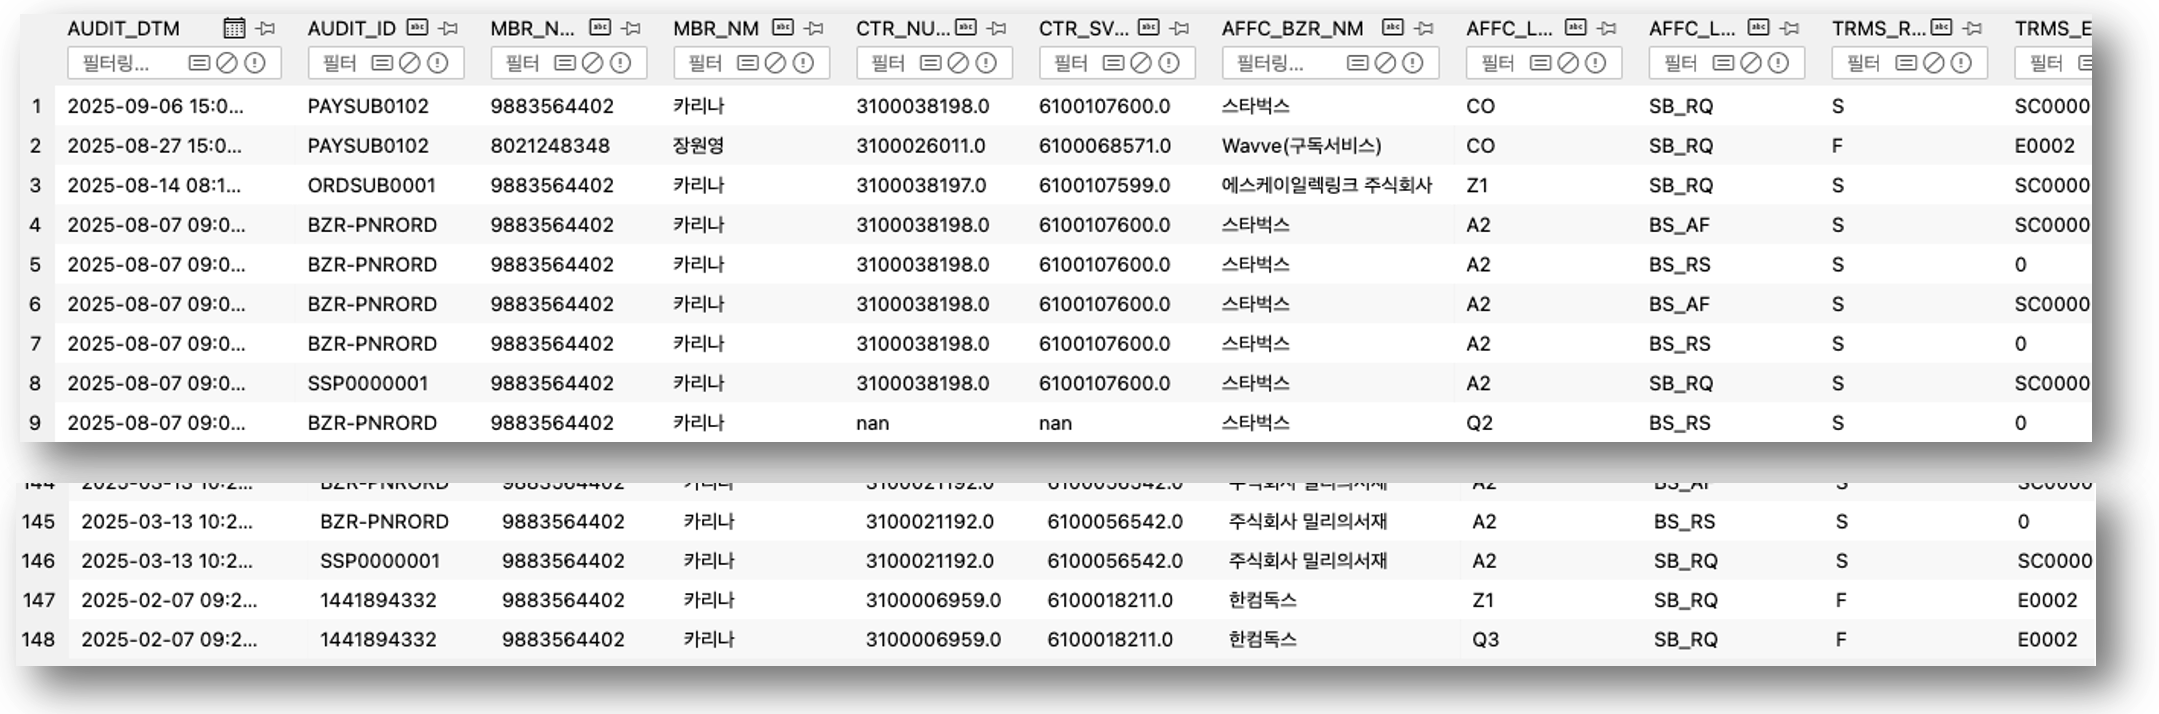 AUDIT_DTM AUDIT_ID MBR_N... MBR_NM CTR_NU... CTR_SV... AFFC_BZR_NM AFFC_L... AFFC_L... TRMS_R... TRMS_E
필터링... 필터 필터 필터 필터 필터 필터링... 필터 필터 필터 필터
1 2025-09-06 15:0... PAYSUB0102 9883564402 카리나 3100038198.0 6100107600.0 스타벅스 CO SB_RQ S SC0000
2 2025-08-27 15:0... PAYSUB0102 8021248348 장원영 3100026011.0 6100068571.0 Wavve(구독서비스) CO SB_RQ F E0002
3 2025-08-14 08:1... ORDSUB0001 9883564402 카리나 3100038197.0 6100107599.0 에스케이일렉링크 주식회사 Z1 SB_RQ S SC0000
4 2025-08-07 09:0... BZR-PNRORD 9883564402 카리나 3100038198.0 6100107600.0 스타벅스 A2 BS_AF S SC0000
5 2025-08-07 09:0... BZR-PNRORD 9883564402 카리나 3100038198.0 6100107600.0 스타벅스 A2 BS_RS S 0
6 2025-08-07 09:0... BZR-PNRORD 9883564402 카리나 3100038198.0 6100107600.0 스타벅스 A2 BS_AF S SC0000
7 2025-08-07 09:0... BZR-PNRORD 9883564402 카리나 3100038198.0 6100107600.0 스타벅스 A2 BS_RS S 0
8 2025-08-07 09:0... SSP0000001 9883564402 카리나 3100038198.0 6100107600.0 스타벅스 A2 SB_RQ S SC0000
9 2025-08-07 09:0... BZR-PNRORD 9883564402 카리나 nan nan 스타벅스 Q2 BS_RS S 0
144 2025-03-13 10:2... BZR-PNRORD 9883564402 카리나 3100021192.0 6100056542.0 주식회사 밀리의서재 A2 BS_AF S SC0000
145 2025-03-13 10:2... BZR-PNRORD 9883564402 카리나 3100021192.0 6100056542.0 주식회사 밀리의서재 A2 BS_RS S 0
146 2025-03-13 10:2... SSP0000001 9883564402 카리나 3100021192.0 6100056542.0 주식회사 밀리의서재 A2 SB_RQ S SC0000
147 2025-02-07 09:2... 1441894332 9883564402 카리나 3100006959.0 6100018211.0 한컴독스 Z1 SB_RQ F E0002
148 2025-02-07 09:2... 1441894332 9883564402 카리나 3100006959.0 6100018211.0 한컴독스 Q3 SB_RQ F E0002